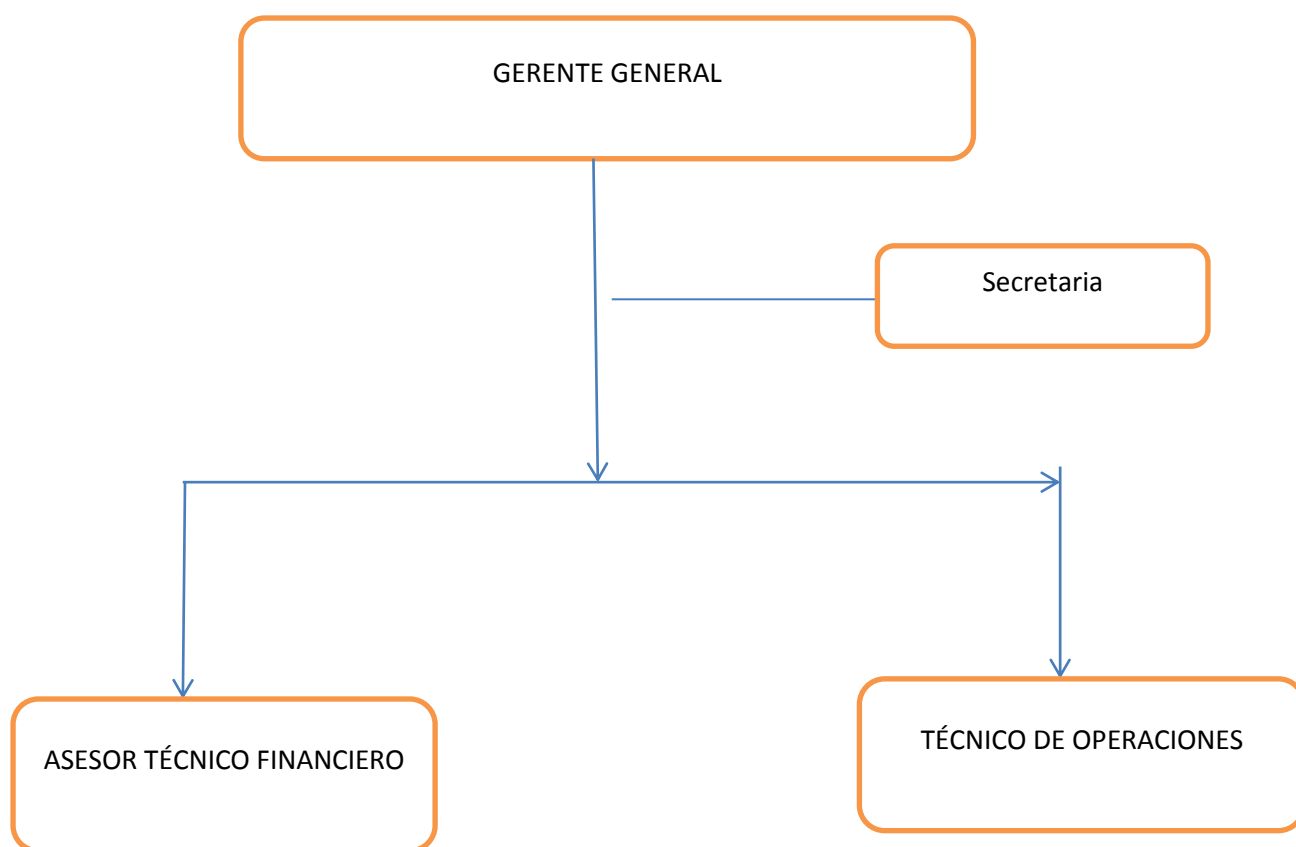 GERENTE GENERAL
Secretaria
ASESOR TÉCNICO FINANCIERO
TÉCNICO DE OPERACIONES